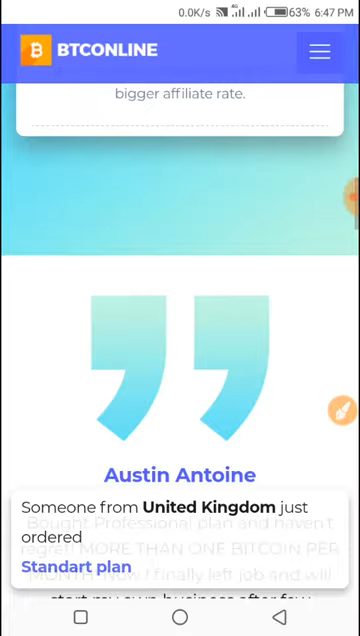 0.0K/s 4G 63% 6:47 PM
BTCONLINE
bigger affiliate rate.
Austin Antoine
Someone from United Kingdom just
ordered
Standart plan
Bought Professional plan and haven't
regret! MORE THAN ONE BITCOIN PER
MONTH. Now I finally left job and will
start my own business after few